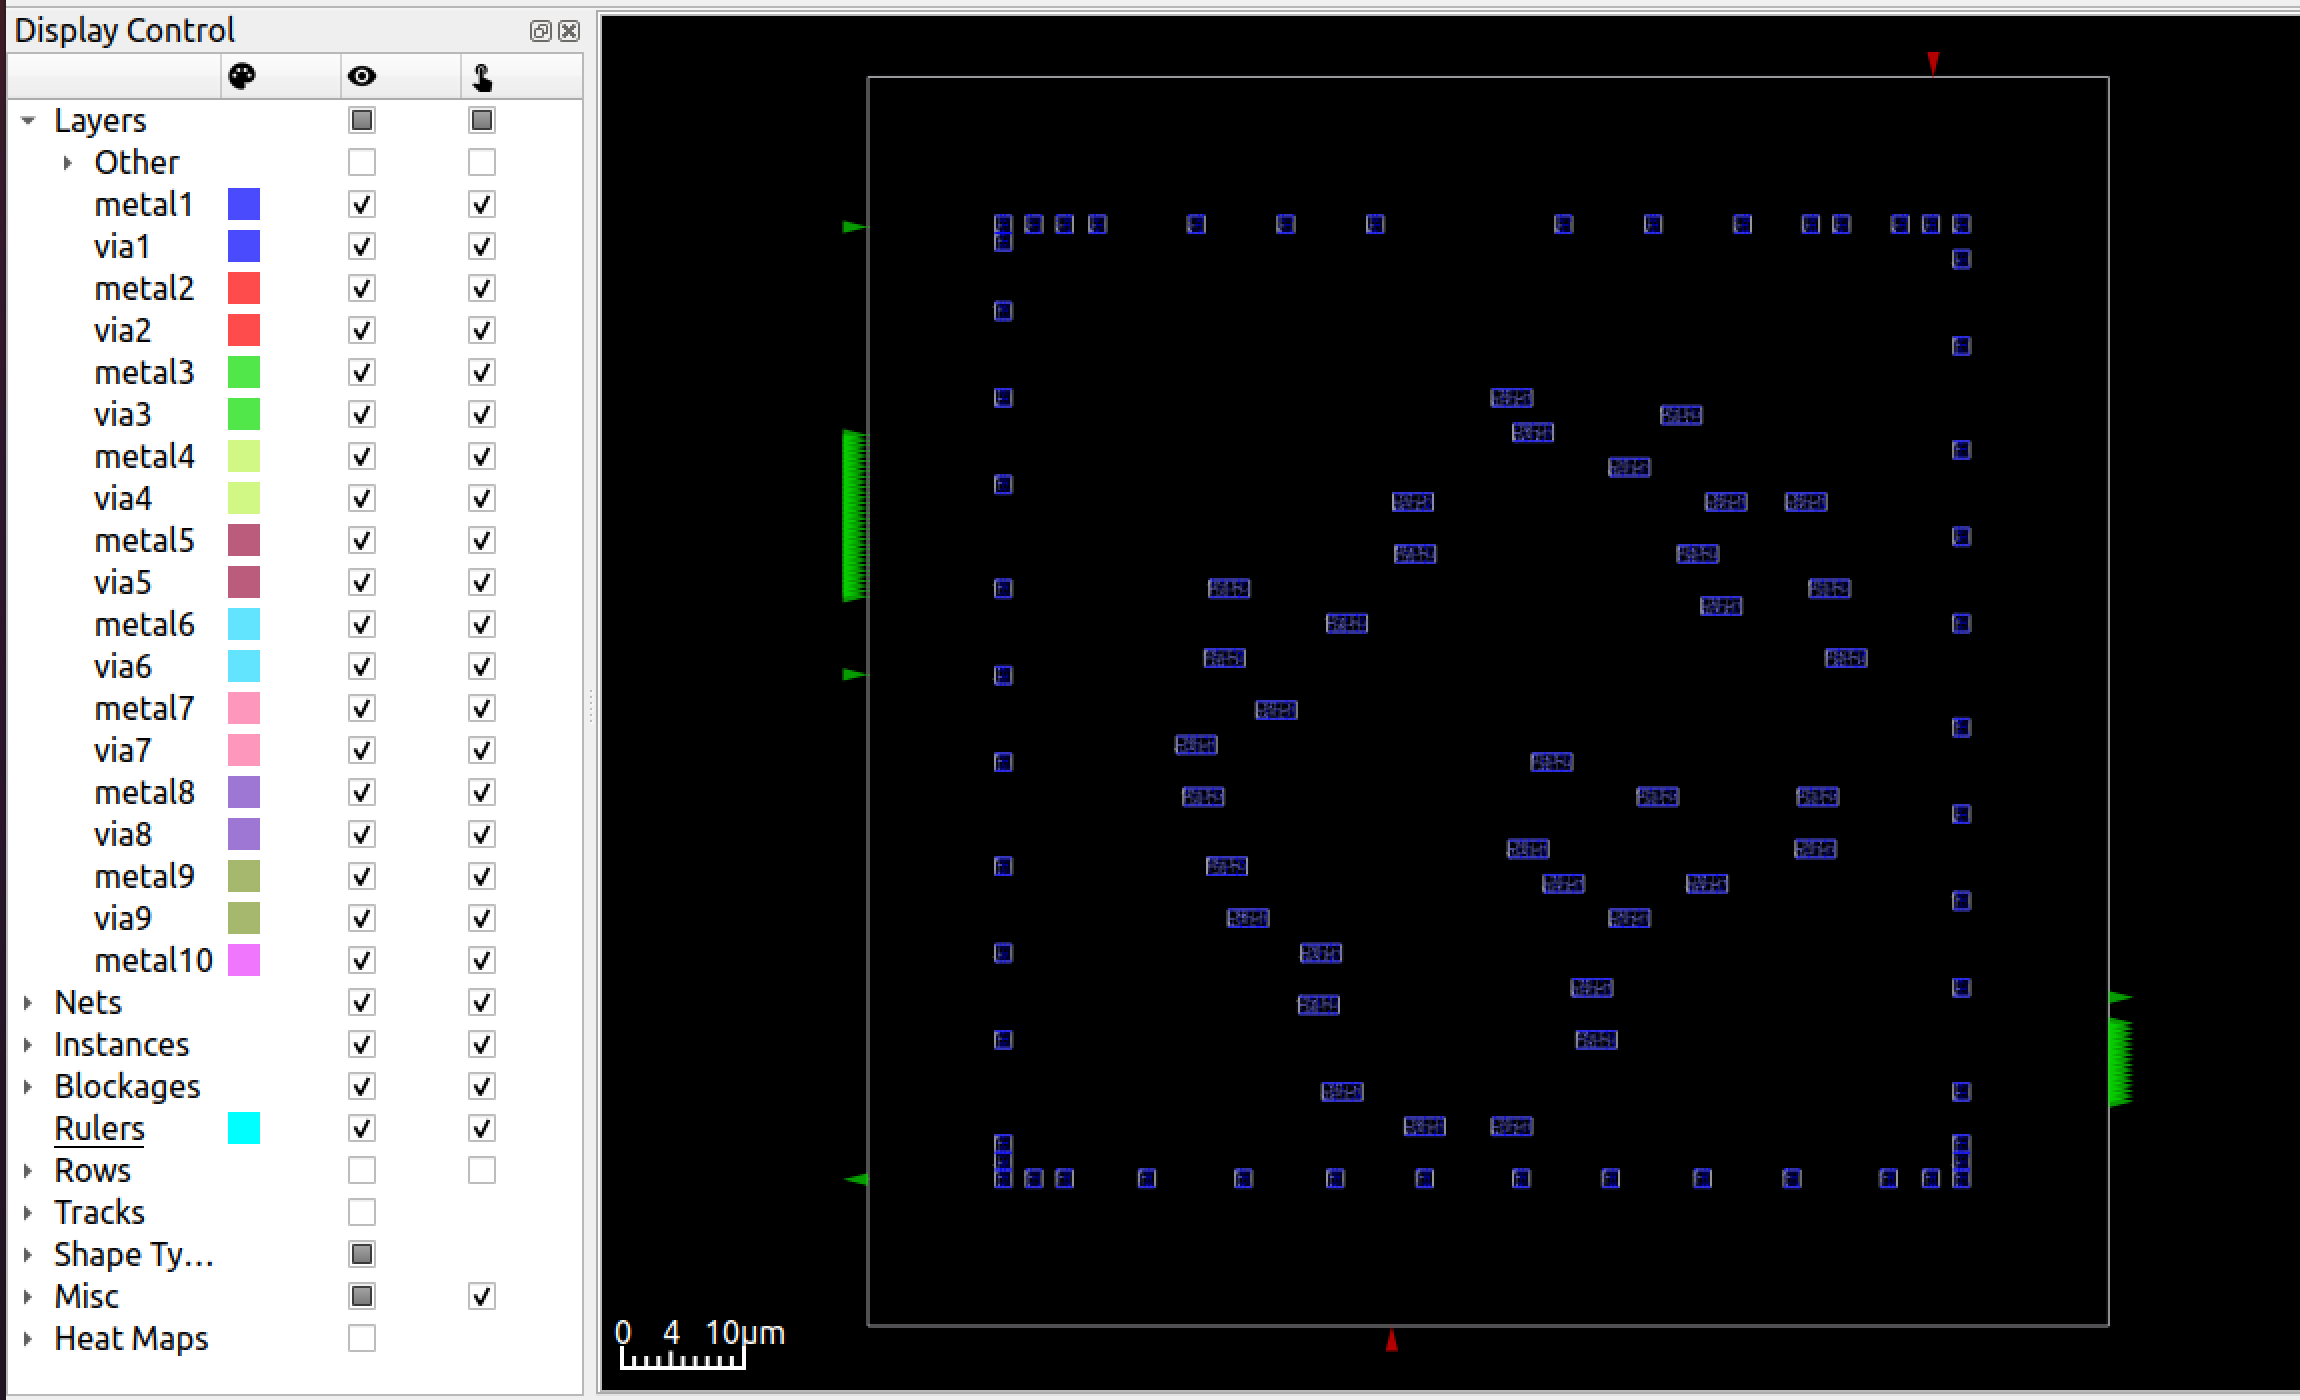 Display Control
Layers
Other
metal1
via1
metal2
via2
metal3
via3
metal4
via4
metal5
via5
metal6
via6
metal7
via7
metal8
via8
metal9
via9
metal10
Nets
Instances
Blockages
Rulers
Rows
Tracks
Shape Ty...
Misc
Heat Maps
0 4 10μm